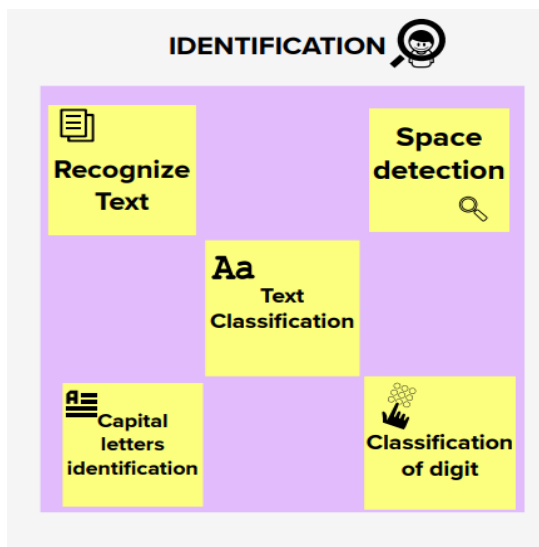 IDENTIFICATION
Recognize
Text
Space
detection
Aa
Text
Classification
Capital
letters
identification
Classification
of digit